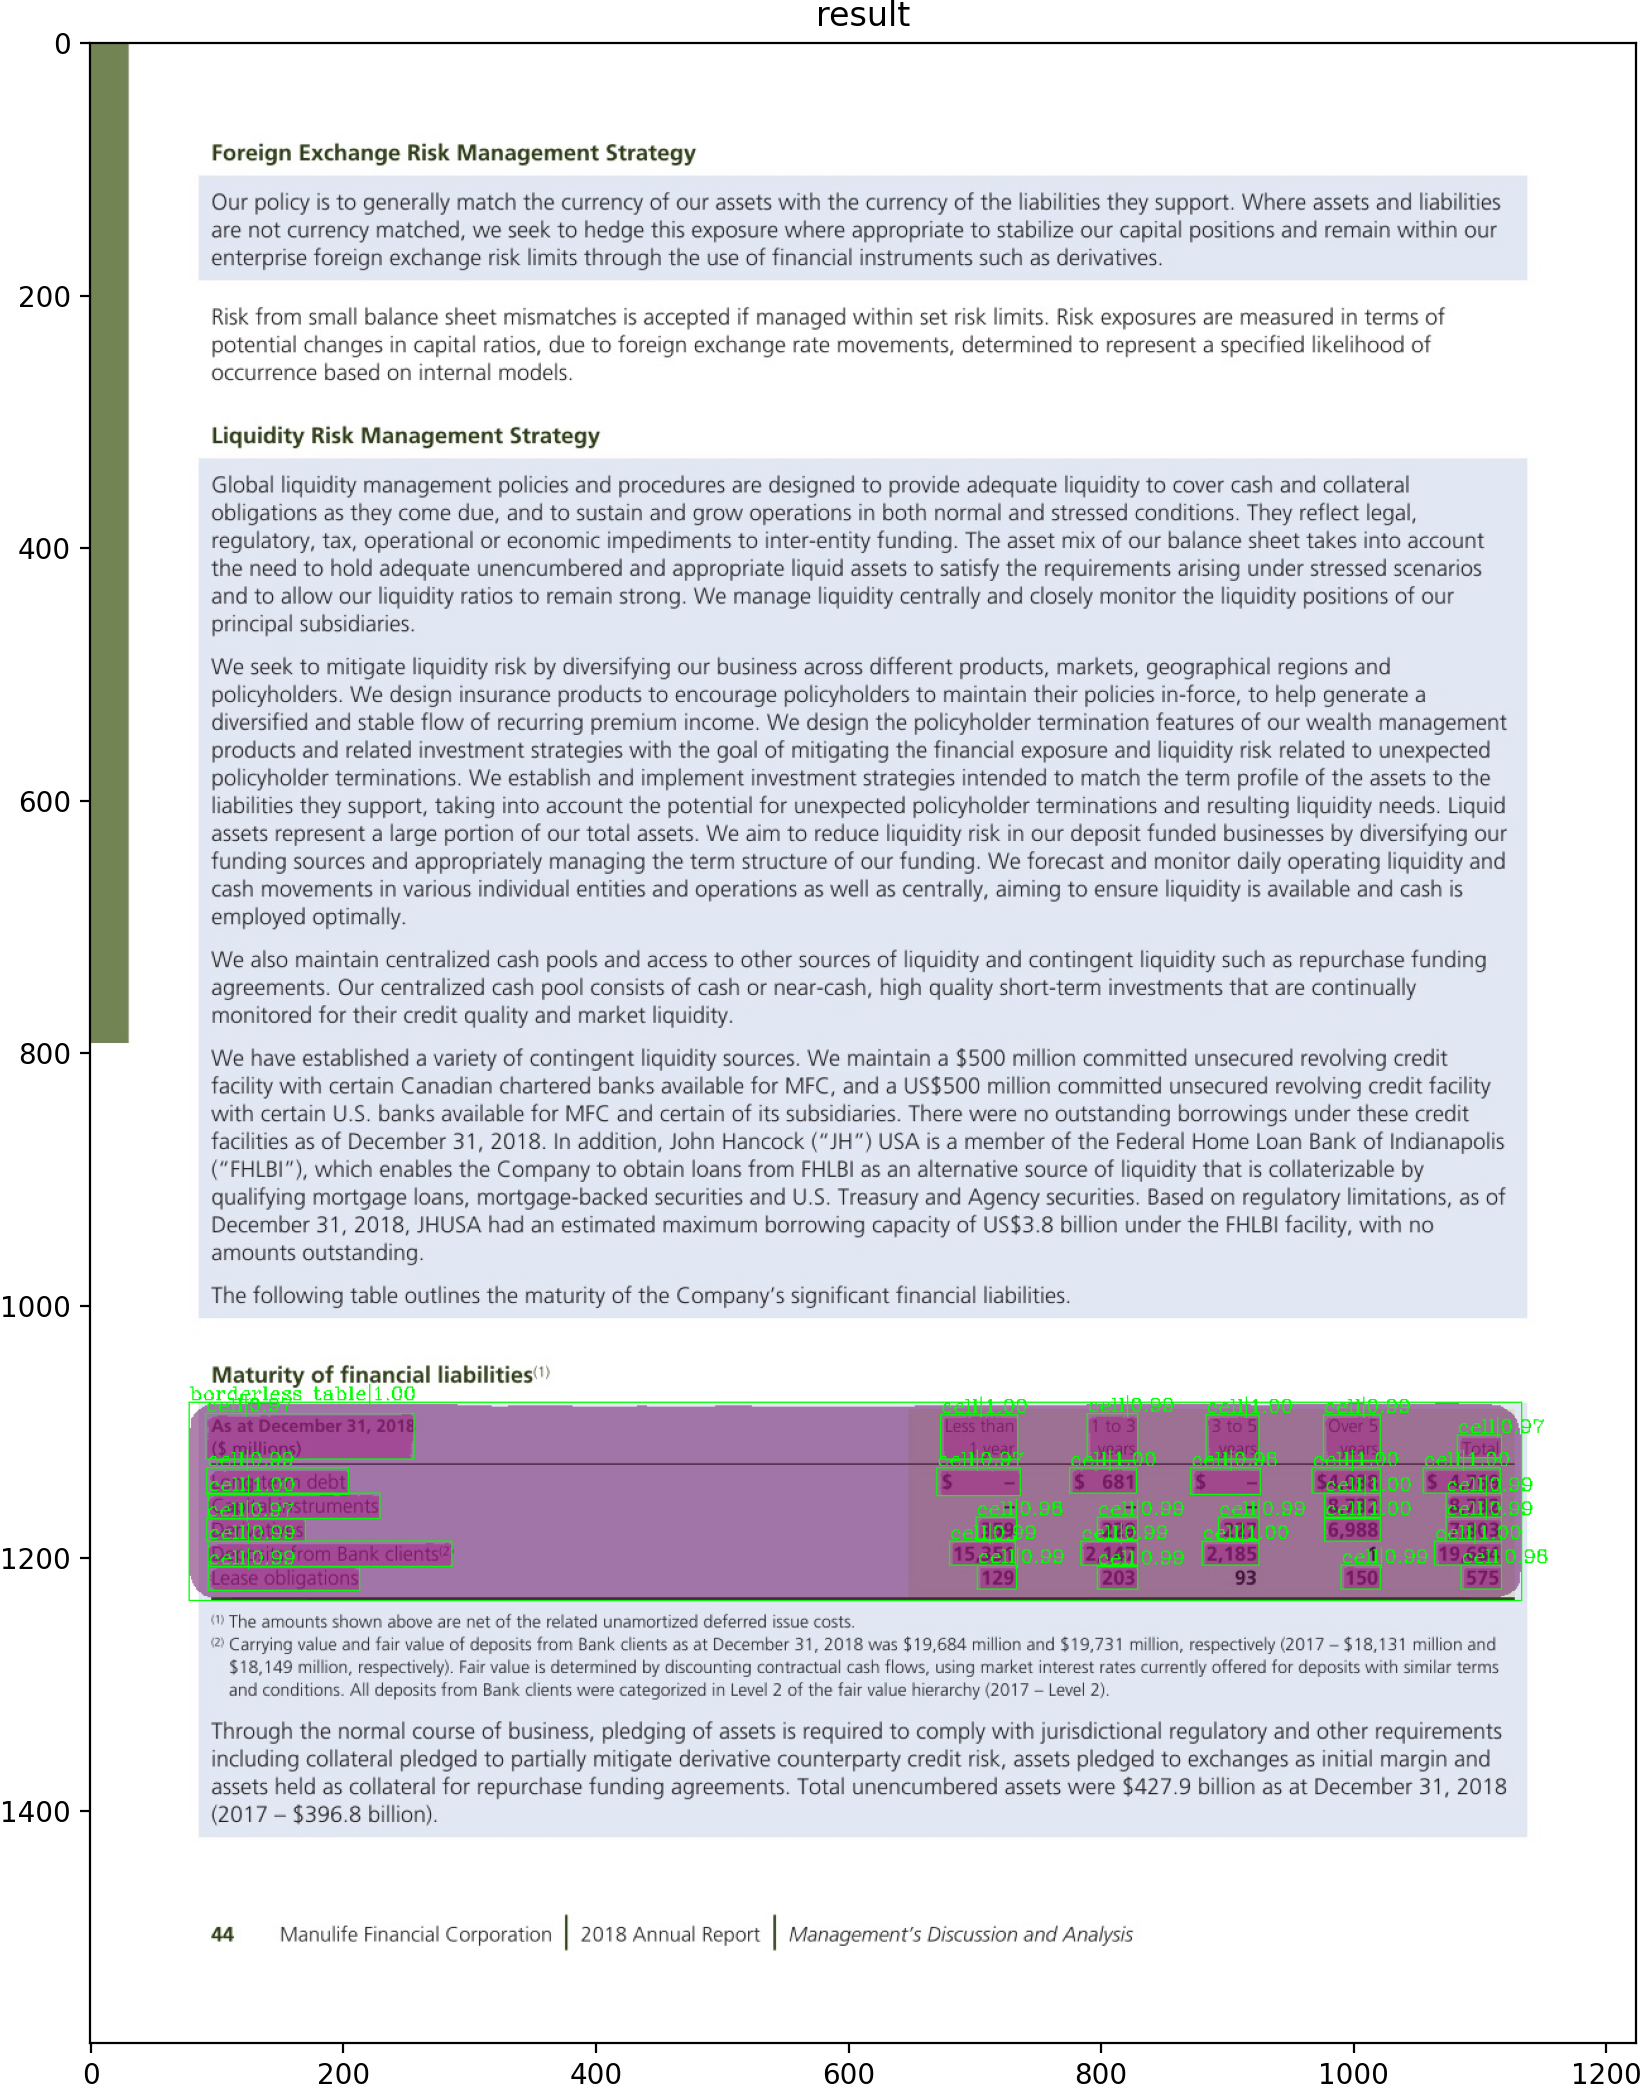 result
Foreign Exchange Risk Management Strategy
Our policy is to generally match the currency of our assets with the currency of the liabilities they support. Where assets and liabilities
are not currency matched, we seek to hedge this exposure where appropriate to stabilize our capital positions and remain within our
enterprise foreign exchange risk limits through the use of financial instruments such as derivatives.
Risk from small balance sheet mismatches is accepted if managed within set risk limits. Risk exposures are measured in terms of
potential changes in capital ratios, due to foreign exchange rate movements, determined to represent a specified likelihood of
occurrence based on internal models.
Liquidity Risk Management Strategy
Global liquidity management policies and procedures are designed to provide adequate liquidity to cover cash and collateral
obligations as they come due, and to sustain and grow operations in both normal and stressed conditions. They reflect legal,
regulatory, tax, operational or economic impediments to inter-entity funding. The asset mix of our balance sheet takes into account
the need to hold adequate unencumbered and appropriate liquid assets to satisfy the requirements arising under stressed scenarios
and to allow our liquidity ratios to remain strong. We manage liquidity centrally and closely monitor the liquidity positions of our
principal subsidiaries.
We seek to mitigate liquidity risk by diversifying our business across different products, markets, geographical regions and
policyholders. We design insurance products to encourage policyholders to maintain their policies in-force, to help generate a
diversified and stable flow of recurring premium income. We design the policyholder termination features of our wealth management
products and related investment strategies with the goal of mitigating the financial exposure and liquidity risk related to unexpected
policyholder terminations. We establish and implement investment strategies intended to match the term profile of the assets to the
liabilities they support, taking into account the potential for unexpected policyholder terminations and resulting liquidity needs. Liquid
assets represent a large portion of our total assets. We aim to reduce liquidity risk in our deposit funded businesses by diversifying our
funding sources and appropriately managing the term structure of our funding. We forecast and monitor daily operating liquidity and
cash movements in various individual entities and operations as well as centrally, aiming to ensure liquidity is available and cash is
employed optimally.
We also maintain centralized cash pools and access to other sources of liquidity and contingent liquidity such as repurchase funding
agreements. Our centralized cash pool consists of cash or near-cash, high quality short-term investments that are continually
monitored for their credit quality and market liquidity.
We have established a variety of contingent liquidity sources. We maintain a $500 million committed unsecured revolving credit
facility with certain Canadian chartered banks available for MFC, and a US$500 million committed unsecured revolving credit facility
with certain U.S. banks available for MFC and certain of its subsidiaries. There were no outstanding borrowings under these credit
facilities as of December 31, 2018. In addition, John Hancock (“JH”) USA is a member of the Federal Home Loan Bank of Indianapolis
(“FHLBI”), which enables the Company to obtain loans from FHLBI as an alternative source of liquidity that is collaterizable by
qualifying mortgage loans, mortgage-backed securities and U.S. Treasury and Agency securities. Based on regulatory limitations, as of
December 31, 2018, JHUSA had an estimated maximum borrowing capacity of US$3.8 billion under the FHLBI facility, with no
amounts outstanding.
The following table outlines the maturity of the Company’s significant financial liabilities.
Maturity of financial liabilities(1)
borderless table|1.00
As at December 31, 2018 Less than 1 to 3 3 to 5 Over 5 cell|0.97
($ millions) 1 year years years years Total
debt $ – $ 681 $ –
instruments
6,988
from Bank clients(2) 2,185
Lease obligations 129 203 93 150 575
(1) The amounts shown above are net of the related unamortized deferred issue costs.
(2) Carrying value and fair value of deposits from Bank clients as at December 31, 2018 was $19,684 million and $19,731 million, respectively (2017 – $18,131 million and
$18,149 million, respectively). Fair value is determined by discounting contractual cash flows, using market interest rates currently offered for deposits with similar terms
and conditions. All deposits from Bank clients were categorized in Level 2 of the fair value hierarchy (2017 – Level 2).
Through the normal course of business, pledging of assets is required to comply with jurisdictional regulatory and other requirements
including collateral pledged to partially mitigate derivative counterparty credit risk, assets pledged to exchanges as initial margin and
assets held as collateral for repurchase funding agreements. Total unencumbered assets were $427.9 billion as at December 31, 2018
(2017 – $396.8 billion).
44 Manulife Financial Corporation | 2018 Annual Report | Management’s Discussion and Analysis
0
200
400
600
800
1000
1200
1400
0 200 400 600 800 1000 1200